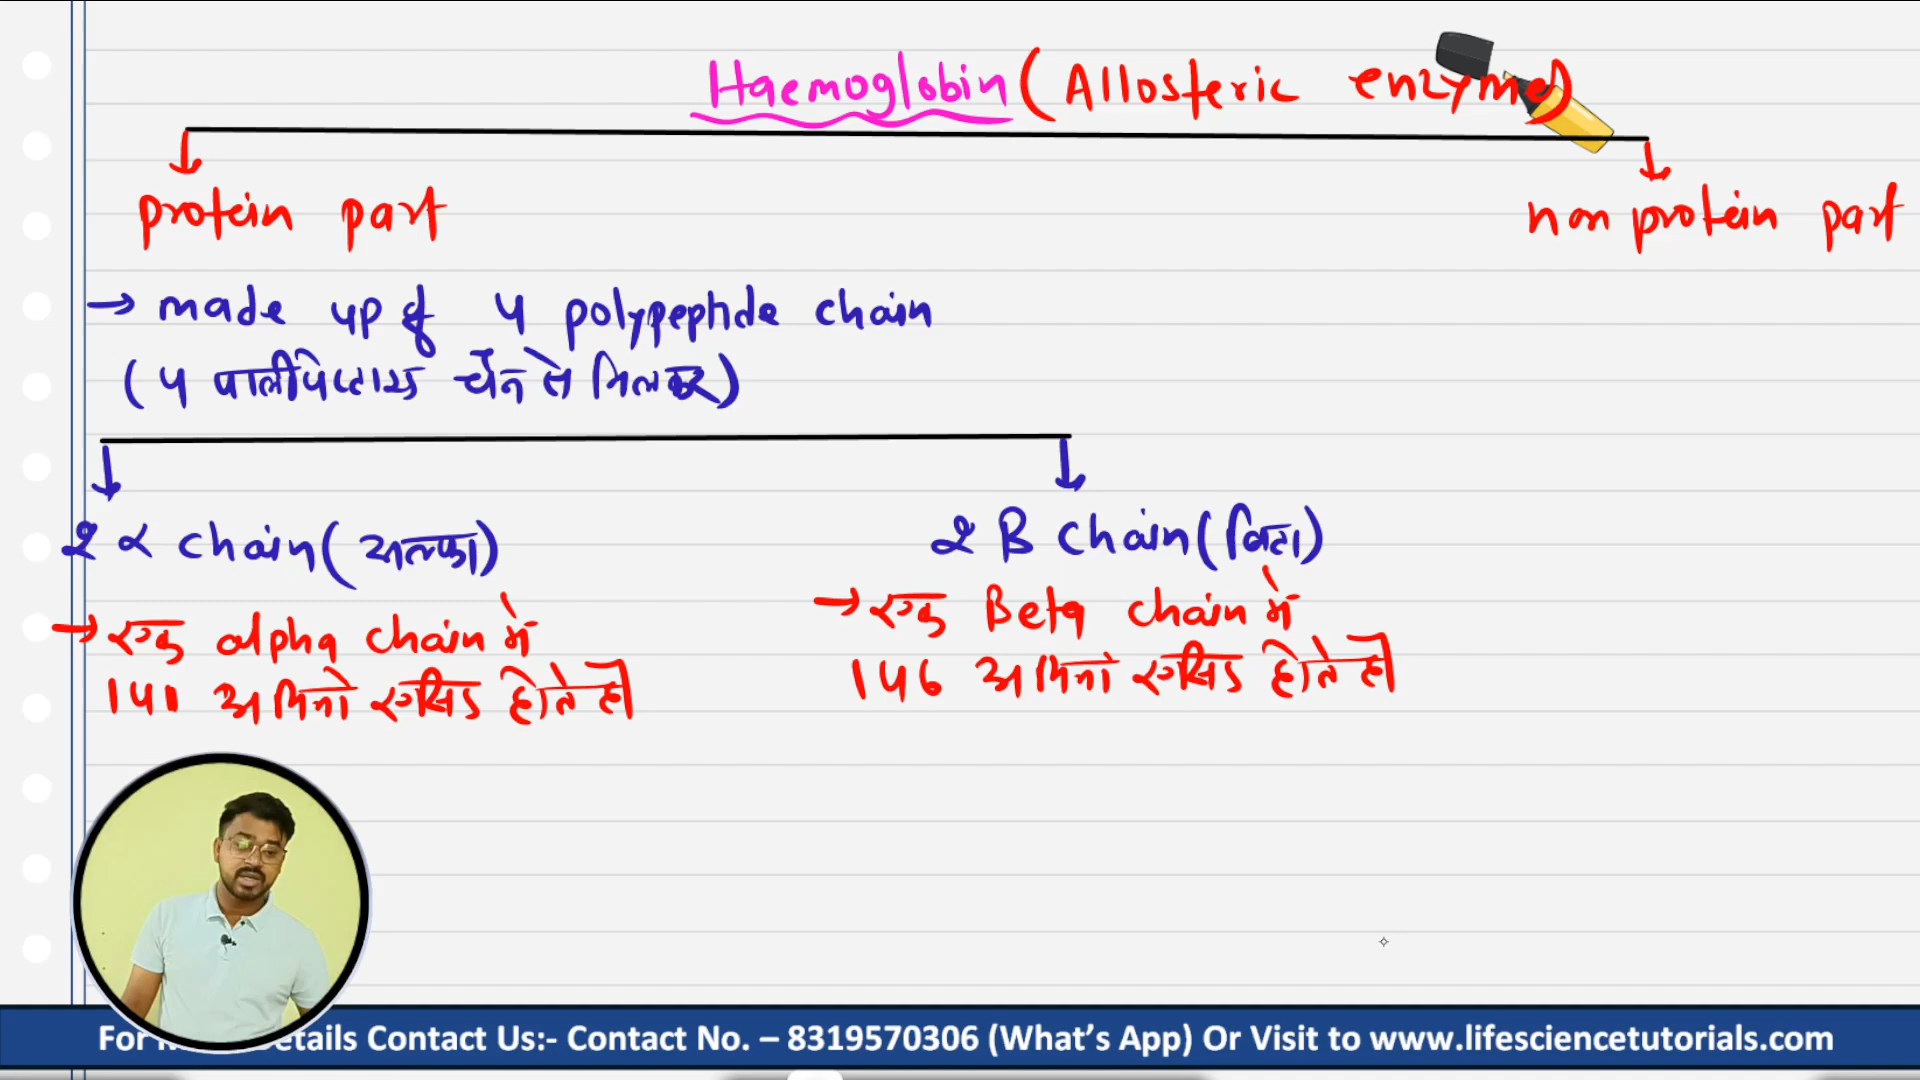 Haemoglobin (Allosteric enzyme)
protein part
non protein part
→ made up of 4 polypeptide chain
(4 पालीपेप्टाइड चैन से मिलकर)
2 α chain (अल्फा)
2 B chain (बिटा)
→ एक alpha chain में
141 अमिनो एसिड होते है
→ एक Beta chain में
146 अमिनो एसिड होते है
For More Details Contact Us:- Contact No. – 8319570306 (What's App) Or Visit to www.lifesciencetutorials.com